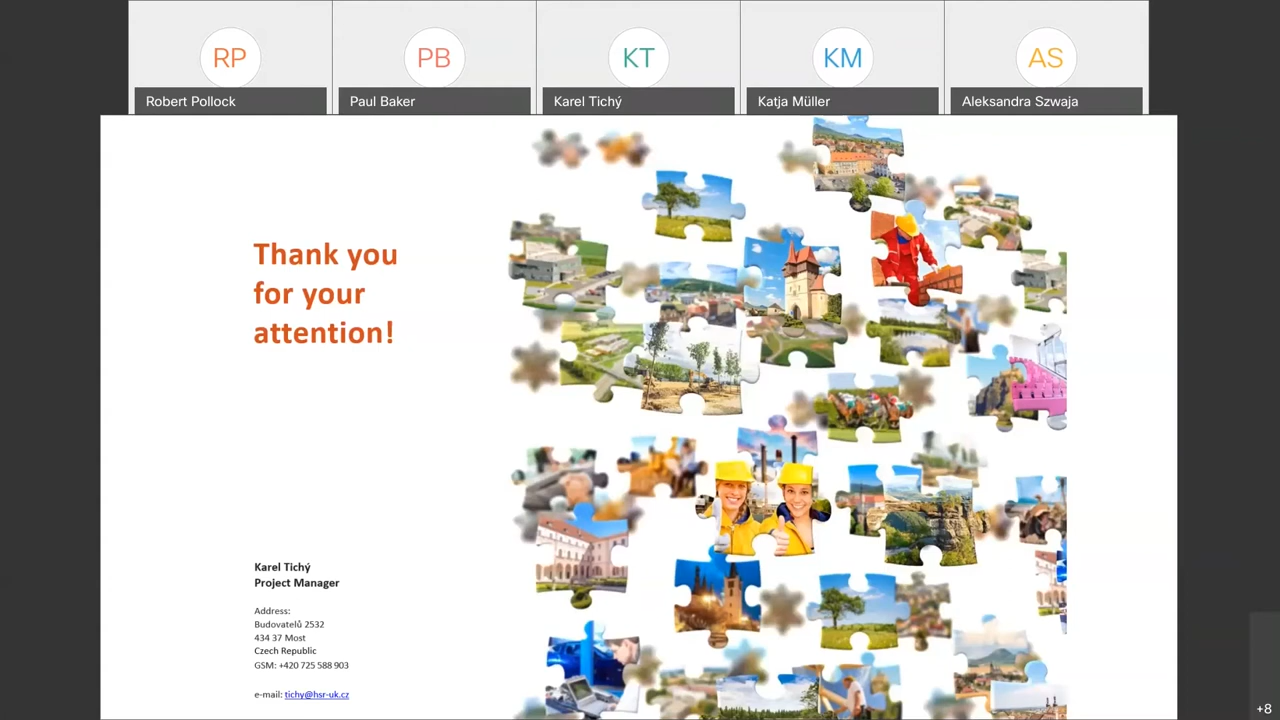 RP
PB
KT
KM
AS
Robert Pollock
Paul Baker
Karel Tichý
Katja Müller
Aleksandra Szwaja
Thank you
for your
attention!
Karel Tichý
Project Manager
Address:
Budovatelů 2532
434 37 Most
Czech Republic
GSM: +420 725 588 903
e-mail: tichy@hsr-uk.cz
+8